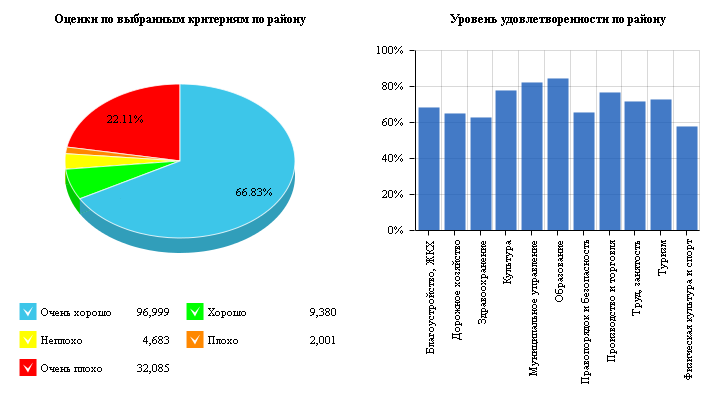 Оценки по выбранным критериям по району
22.11%
66.83%
Очень хорошо 96,999 Хорошо 9,380
Неплохо 4,683 Плохо 2,001
Очень плохо 32,085
Уровень удовлетворенности по району
100%
80%
60%
40%
20%
0%
Благоустройство, ЖКХ
Дорожное хозяйство
Здравоохранение
Культура
Муниципальное управление
Образование
Правопорядок и безопасность
Производство и торговля
Труд, занятость
Туризм
Физическая культура и спорт